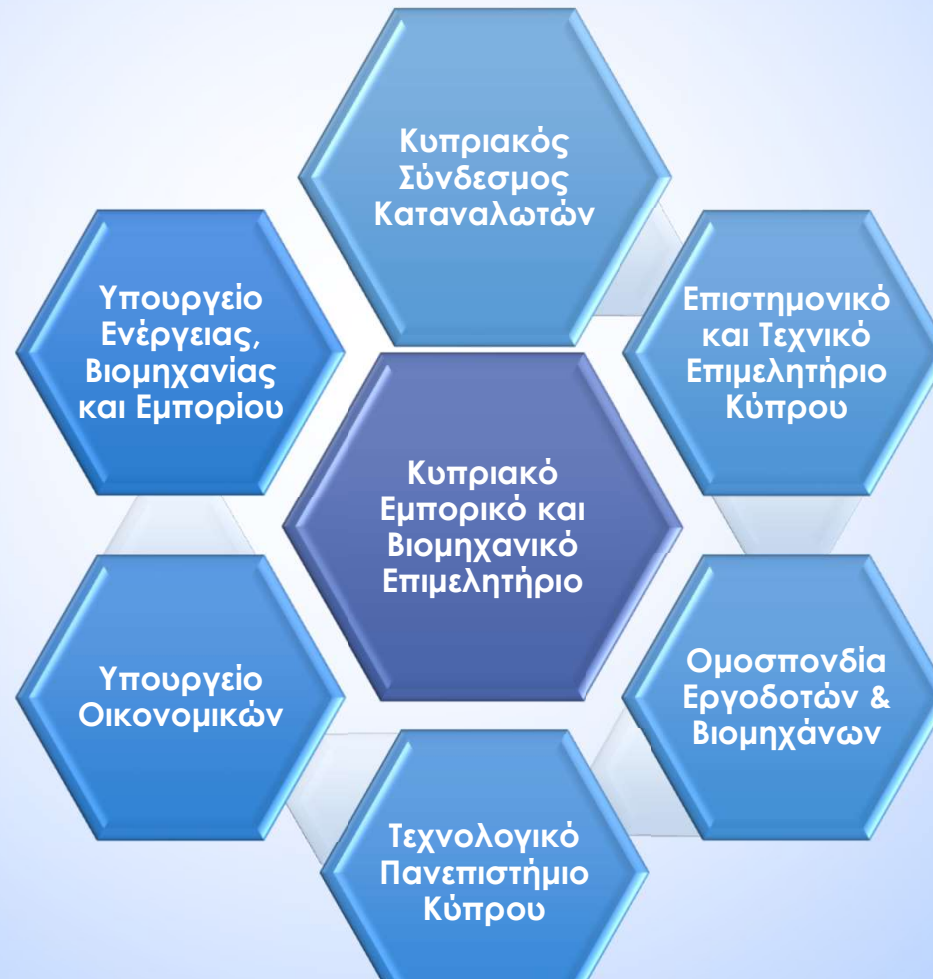 Κυπριακός
Σύνδεσμος
Καταναλωτών
Υπουργείο
Ενέργειας,
Βιομηχανίας
και Εμπορίου
Επιστημονικό
και Τεχνικό
Επιμελητήριο
Κύπρου
Κυπριακό
Εμπορικό και
Βιομηχανικό
Επιμελητήριο
Υπουργείο
Οικονομικών
Ομοσπονδία
Εργοδοτών &
Βιομηχάνων
Τεχνολογικό
Πανεπιστήμιο
Κύπρου